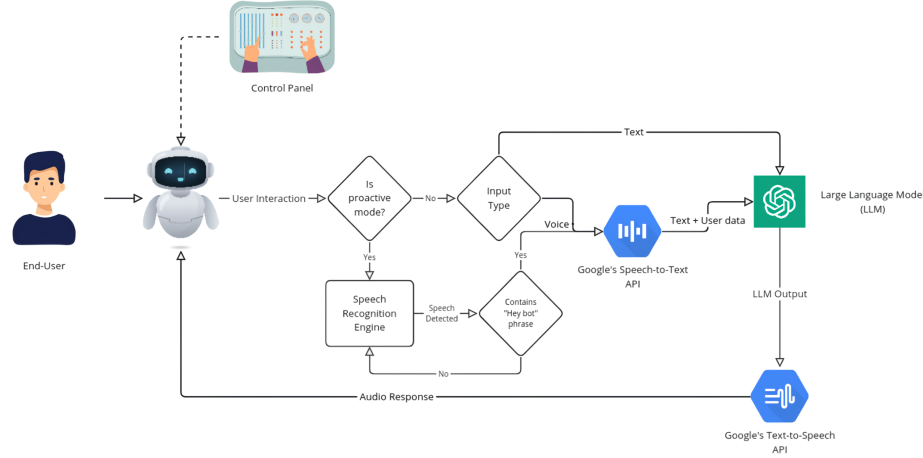 Control Panel
Text
Is
proactive
mode?
Input
Type
User Interaction
No
Large Language Mode
(LLM)
Voice
Text + User data
End-User
Yes
Yes
Google's Speech-to-Text
API
LLM Output
Speech
Recognition
Engine
Speech
Detected
Contains
"Hey bot"
phrase
No
Audio Response
Google's Text-to-Speech
API